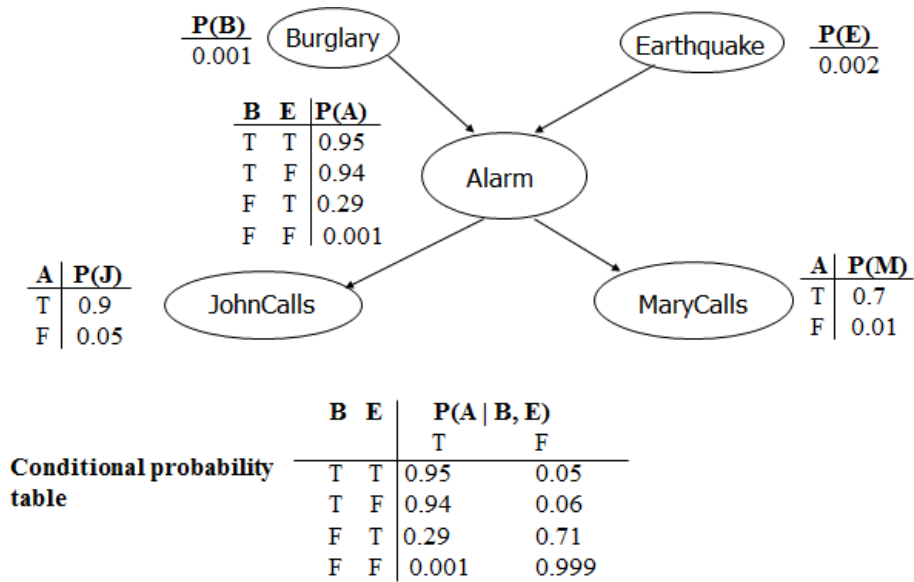 P(B)
0.001
Burglary
Earthquake
P(E)
0.002
B E P(A)
T T 0.95
T F 0.94
F T 0.29
F F 0.001
Alarm
A P(J)
T 0.9
F 0.05
JohnCalls
MaryCalls
A P(M)
T 0.7
F 0.01
B E P(A | B, E)
T F
Conditional probability
table
T T 0.95 0.05
T F 0.94 0.06
F T 0.29 0.71
F F 0.001 0.999